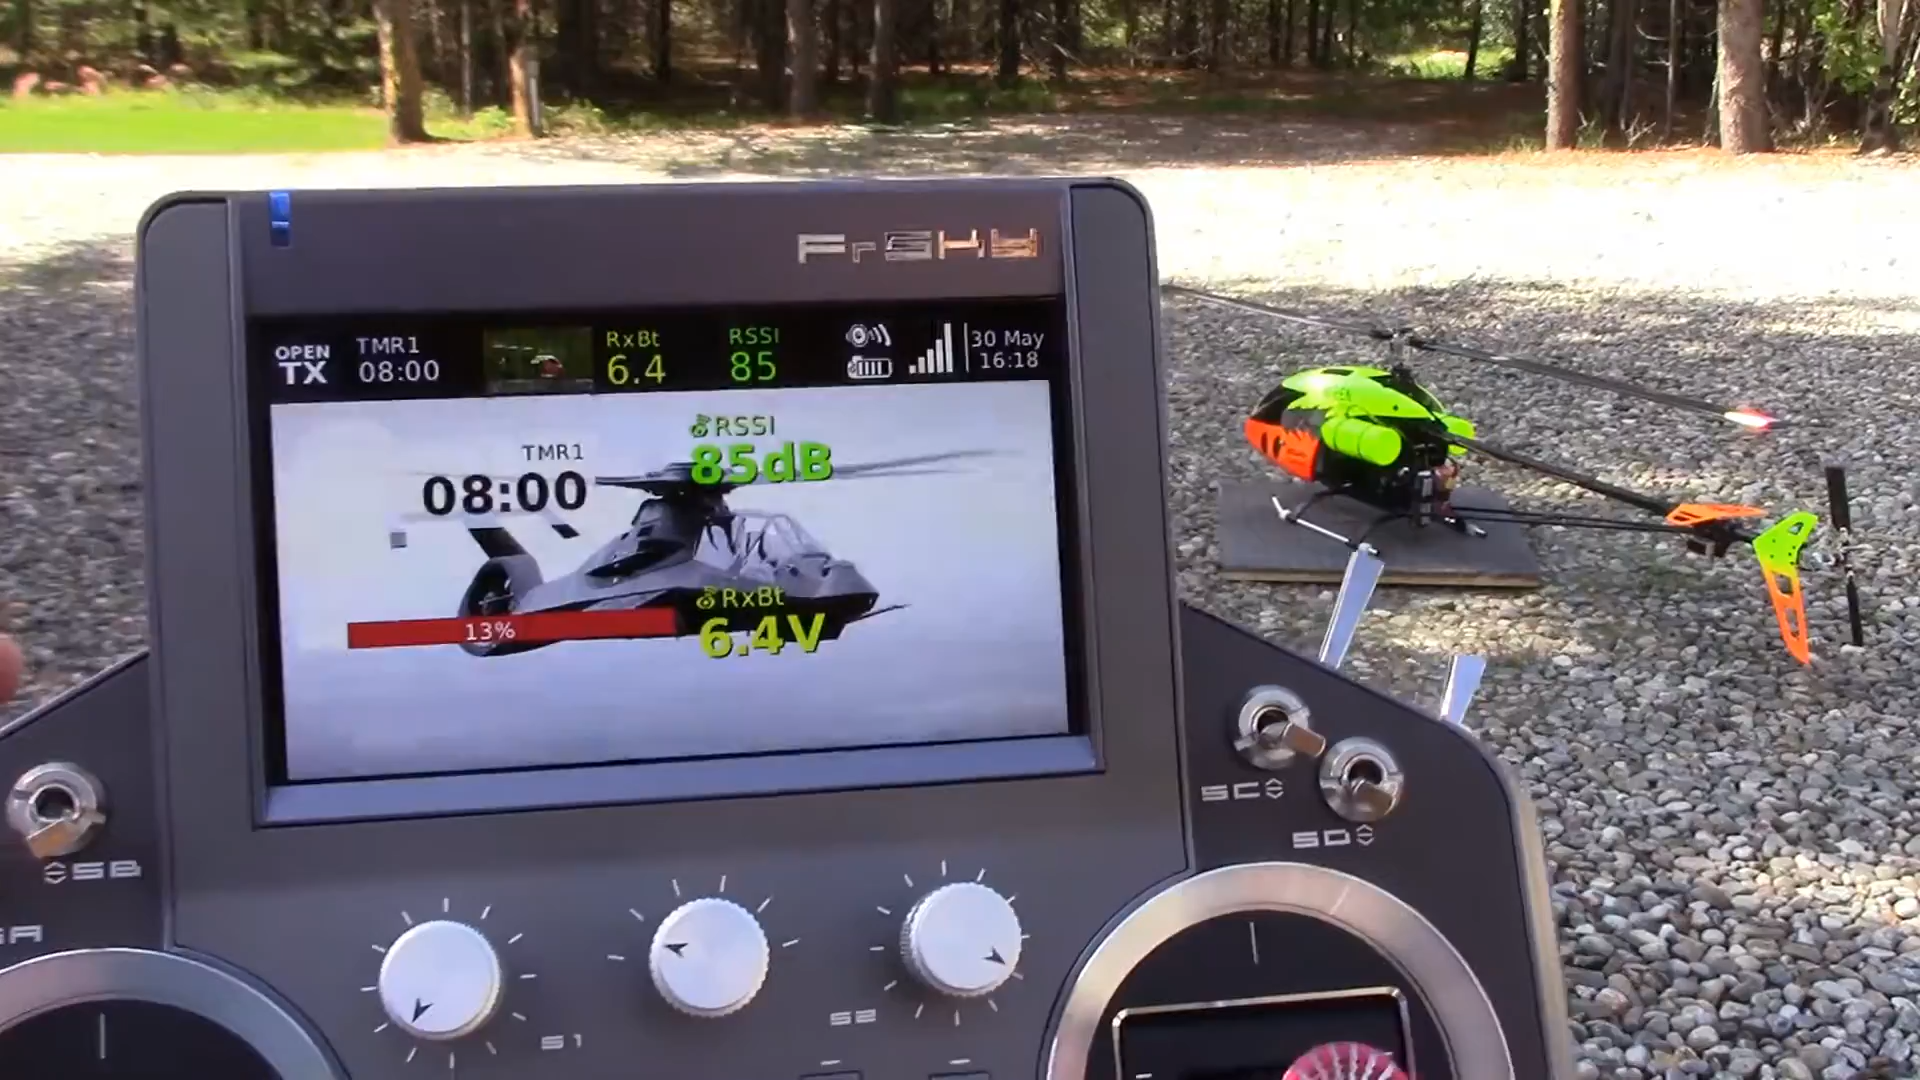 FrSKY
OPEN TX
TMR1
08:00
RxBt
6.4
RSSI
85
30 May
16:18
TMR1
08:00
RSSI
85dB
13%
RxBt
6.4V
SB
SC
SD
S1
S2